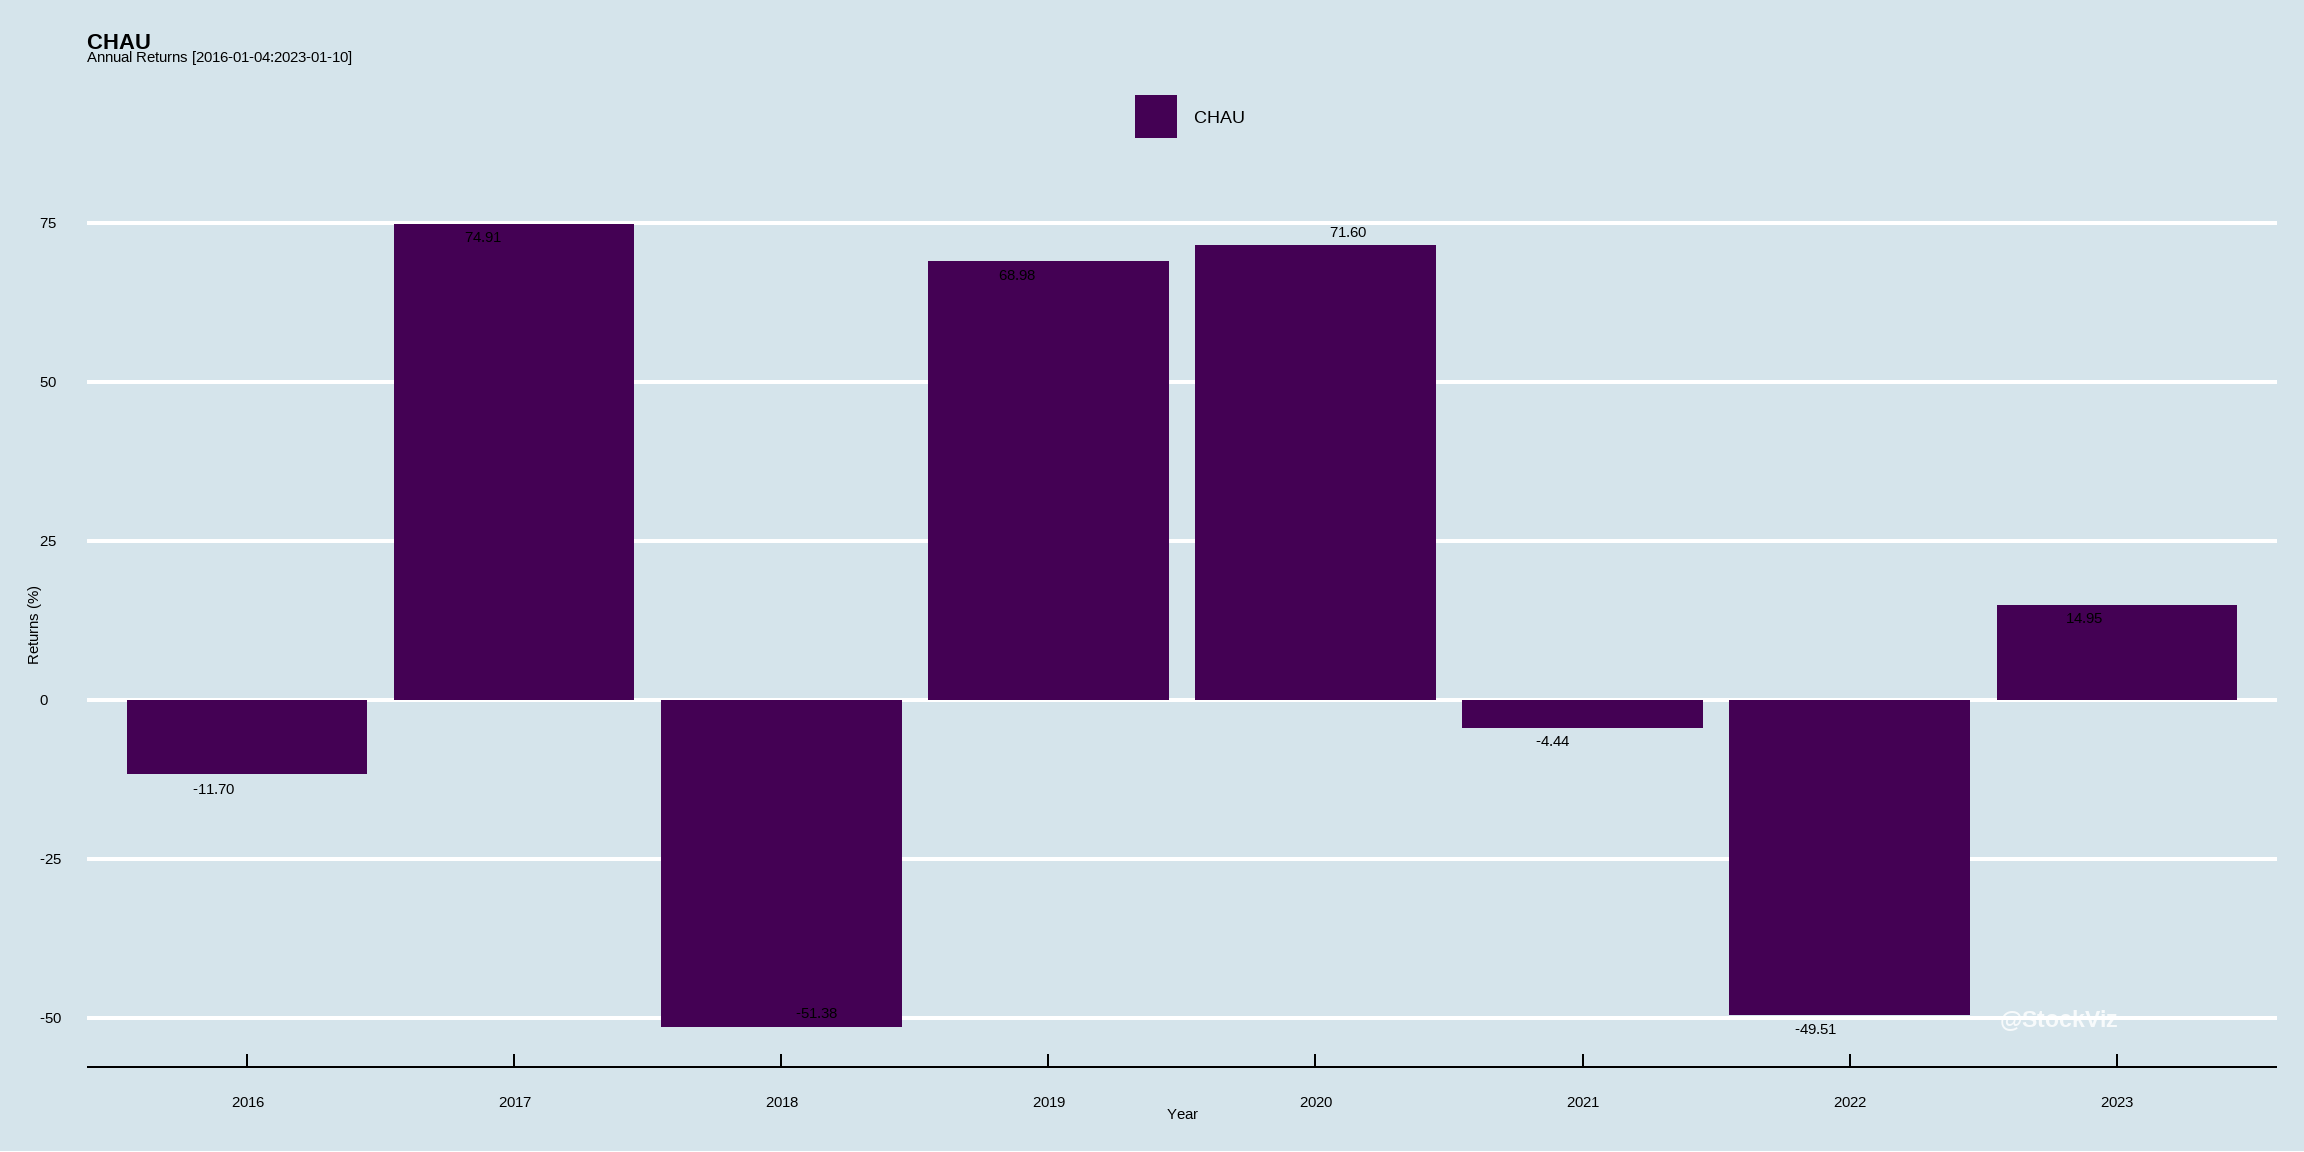 CHAU
Annual Returns [2016-01-04:2023-01-10]
CHAU
75
50
25
0
-25
-50
Returns (%)
-11.70
74.91
-51.38
68.98
71.60
-4.44
-49.51
14.95
@StockViz
2016 2017 2018 2019 2020 2021 2022 2023
Year